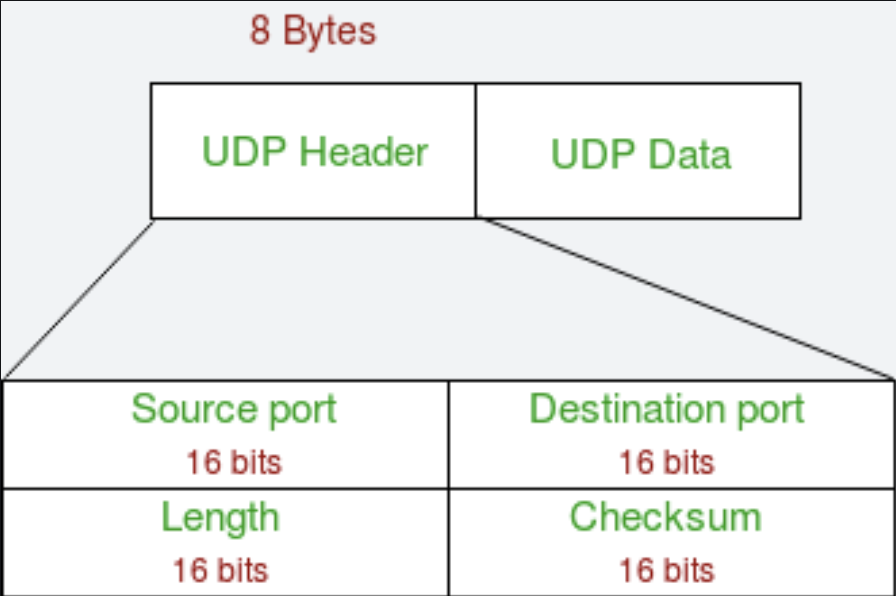 8 Bytes
UDP Header
UDP Data
Source port
16 bits
Destination port
16 bits
Length
16 bits
Checksum
16 bits